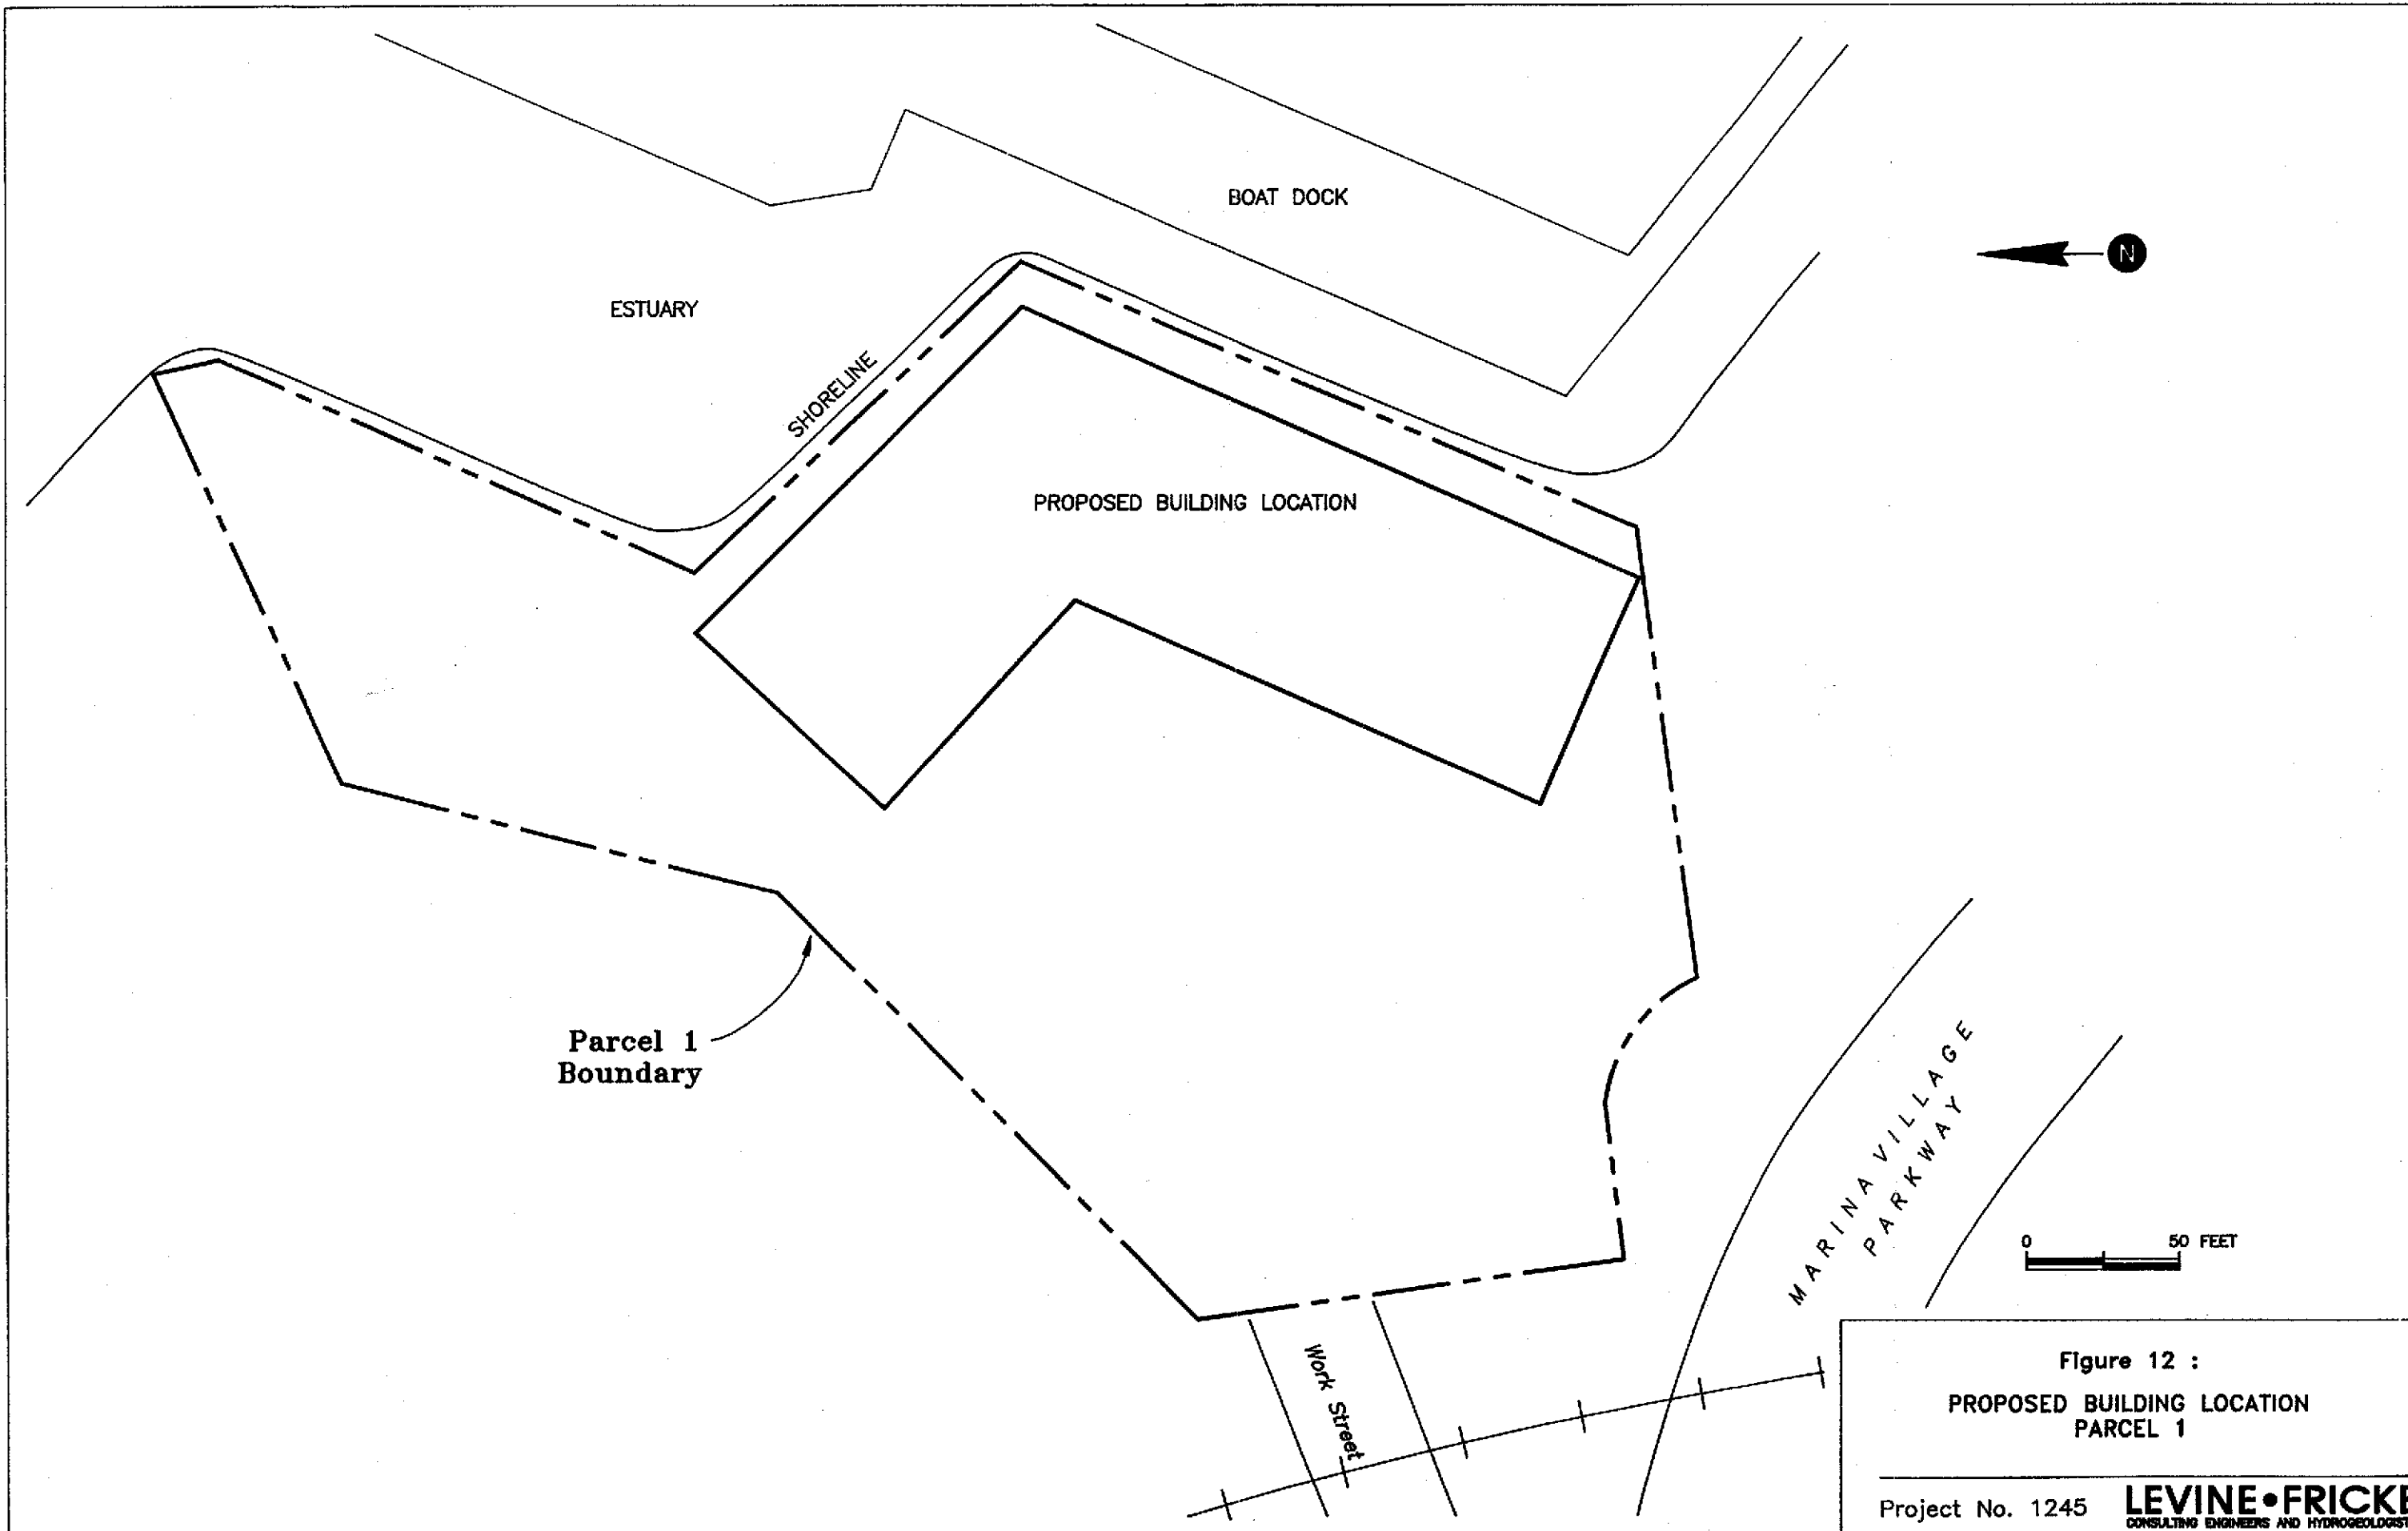 BOAT DOCK
N
ESTUARY
SHORELINE
PROPOSED BUILDING LOCATION
Parcel 1
Boundary
MARINA VILLAGE
PARKWAY
0 50 FEET
Work Street
Figure 12 :
PROPOSED BUILDING LOCATION
PARCEL 1
Project No. 1245
LEVINE•FRICKE
CONSULTING ENGINEERS AND HYDROGEOLOGIST